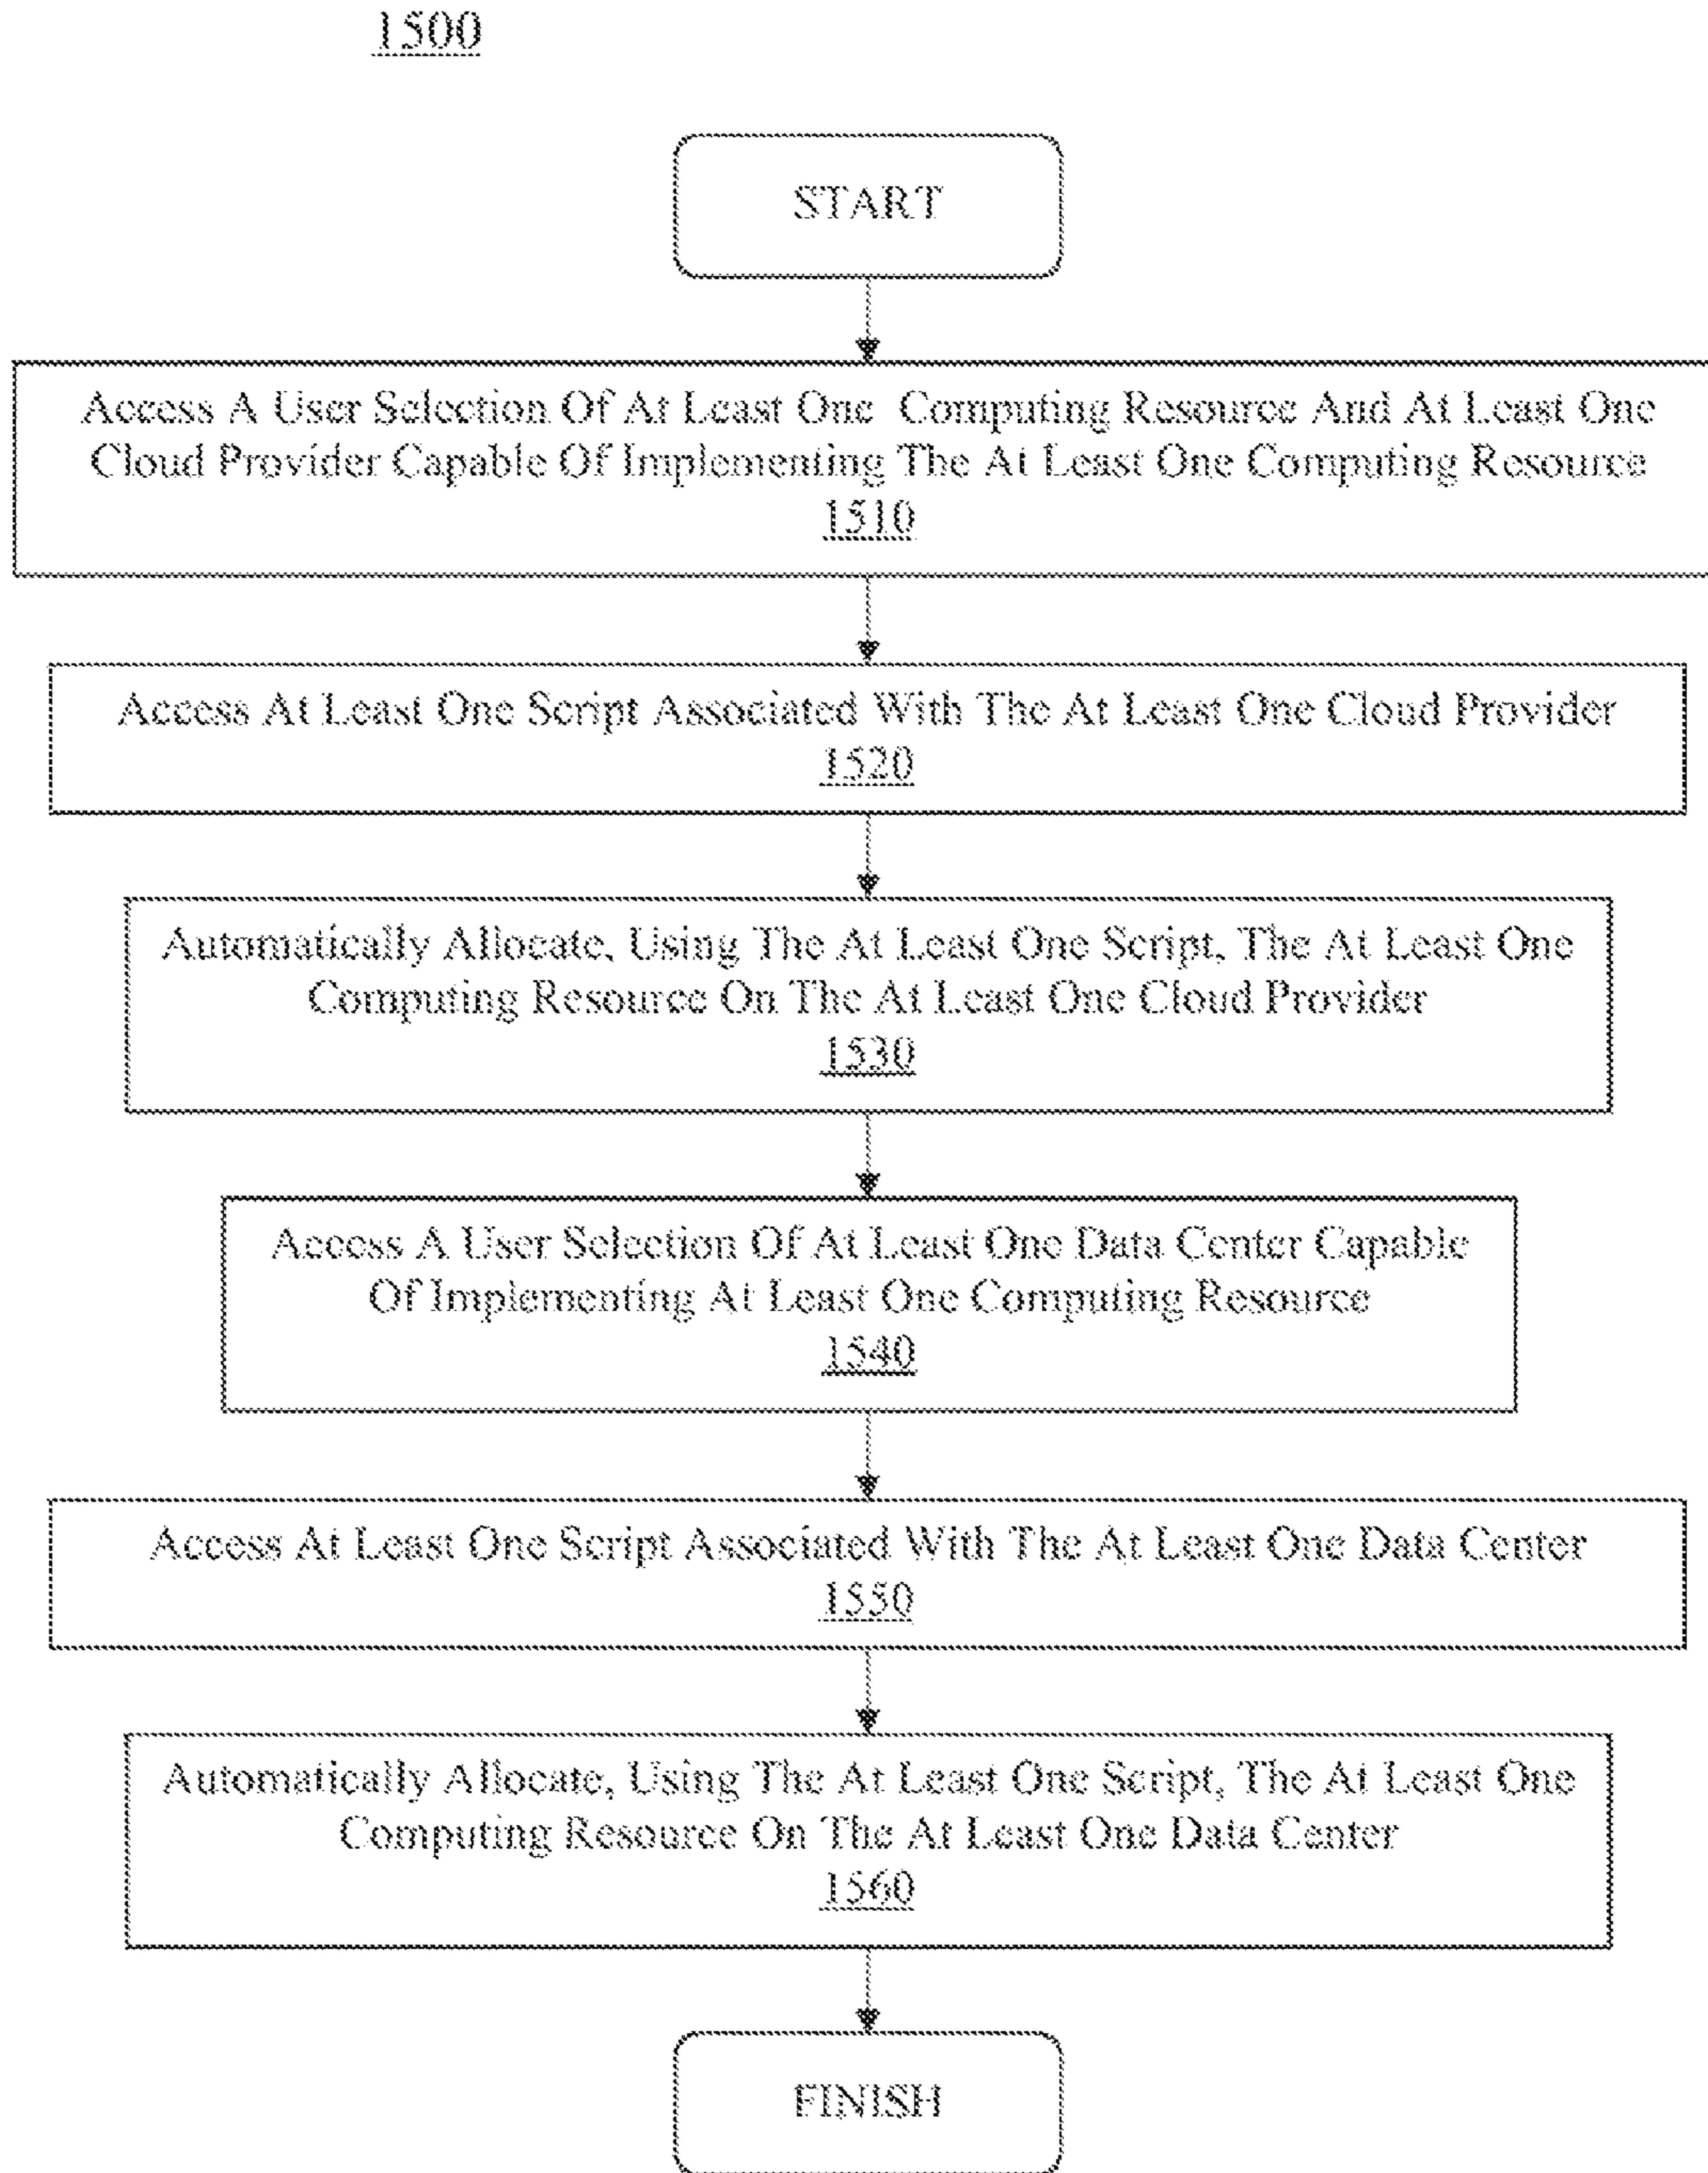 1500
START
Access A User Selection Of At Least One Computing Resource And At Least One
Cloud Provider Capable Of Implementing The At Least One Computing Resource
1510
Access At Least One Script Associated With The At Least One Cloud Provider
1520
Automatically Allocate, Using The At Least One Script, The At Least One
Computing Resource On The At Least One Cloud Provider
1530
Access A User Selection Of At Least One Data Center Capable
Of Implementing At Least One Computing Resource
1540
Access At Least One Script Associated With The At Least One Data Center
1550
Automatically Allocate, Using The At Least One Script, The At Least One
Computing Resource On The At Least One Data Center
1560
FINISH